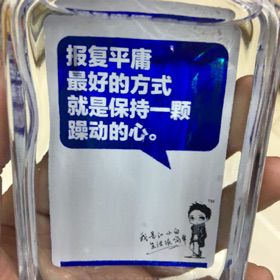 报复平庸
最好的方式
就是保持一颗
躁动的心。
我是江小白
生活很简单
TM